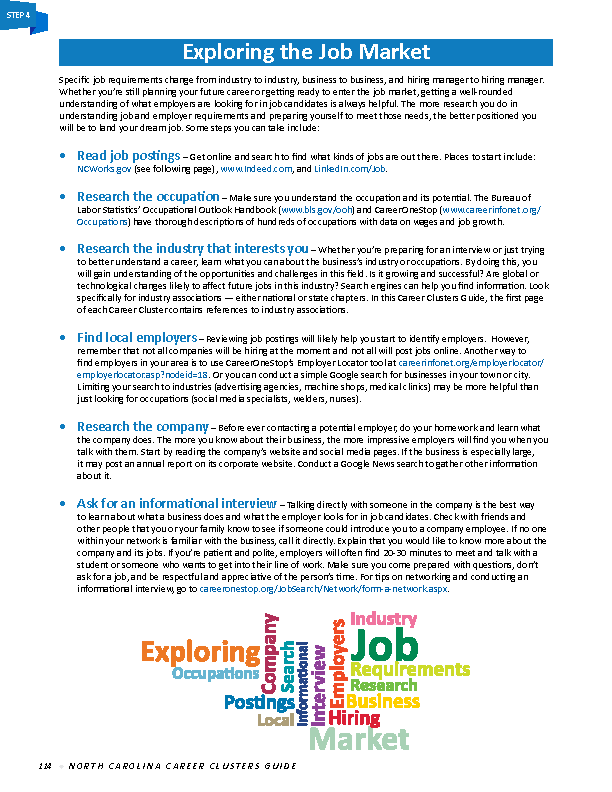 STEP 4
Exploring the Job Market
Specific job requirements change from industry to industry, business to business, and hiring manager to hiring manager.
Whether you're still planning your future career or getting ready to enter the job market, getting a well-rounded
understanding of what employers are looking for in job candidates is always helpful. The more research you do in
understanding job and employer requirements and preparing yourself to meet those needs, the better positioned you
will be to land your dream job. Some steps you can take include:
• Read job postings – Get online and search to find what kinds of jobs are out there. Places to start include:
NCWorks.gov (see following page) , www.Indeed.com, and LinkedIn.com/Job.
• Research the occupation – Make sure you understand the occupation and its potential. The Bureau of
Labor Statistics' Occupational Outlook Handbook (www.bls.gov/ooh) and CareerOneStop (www.careerinfonet.org/
Occupations) have thorough descriptions of hundreds of occupations with data on wages and job growth.
• Research the industry that interests you – Whether you're preparing for an interview or just trying
to better understand a career, learn what you can about the business's industry or occupations. By doing this, you
will gain understanding of the opportunities and challenges in this field. Is it growing and successful? Are global or
technological changes likely to affect future jobs in this industry? Search engines can help you find information. Look
specifically for industry associations — either national or state chapters. In this Career Clusters Guide, the first page
of each Career Cluster contains references to industry associations.
• Find local employers – Reviewing job postings will likely help you start to identify employers. However,
remember that not all companies will be hiring at the moment and not all will post jobs online. Another way to
find employers in your area is to use CareerOneStop's Employer Locator tool at careerinfonet.org/employerlocator/
employerlocator.asp?nodeid=18. Or you can conduct a simple Google search for businesses in your town or city.
Limiting your search to industries (advertising agencies, machine shops, medical clinics) may be more helpful than
just looking for occupations (social media specialists, welders, nurses).
• Research the company – Before ever contacting a potential employer, do your homework and learn what
the company does. The more you know about their business, the more impressive employers will find you when you
talk with them. Start by reading the company's website and social media pages. If the business is especially large,
it may post an annual report on its corporate website. Conduct a Google News search to gather other information
about it.
• Ask for an informational interview – Talking directly with someone in the company is the best way
to learn about what a business does and what the employer looks for in job candidates. Check with friends and
other people that you or your family know to see if someone could introduce you to a company employee. If no one
within your network is familiar with the business, call it directly. Explain that you would like to know more about the
company and its jobs. If you're patient and polite, employers will often find 20-30 minutes to meet and talk with a
student or someone who wants to get into their line of work. Make sure you come prepared with questions, don't
ask for a job, and be respectful and appreciative of the person's time. For tips on networking and conducting an
informational interview, go to careeronestop.org/JobSearch/Network/form-a-network.aspx.
Exploring
Occupations
Postings
Local
Company
Search
Informational
Interview
Employers
Industry
Job
Requirements
Research
Business
Hiring
Market
114 - NORTH CAROLINA CAREER CLUSTERS GUIDE